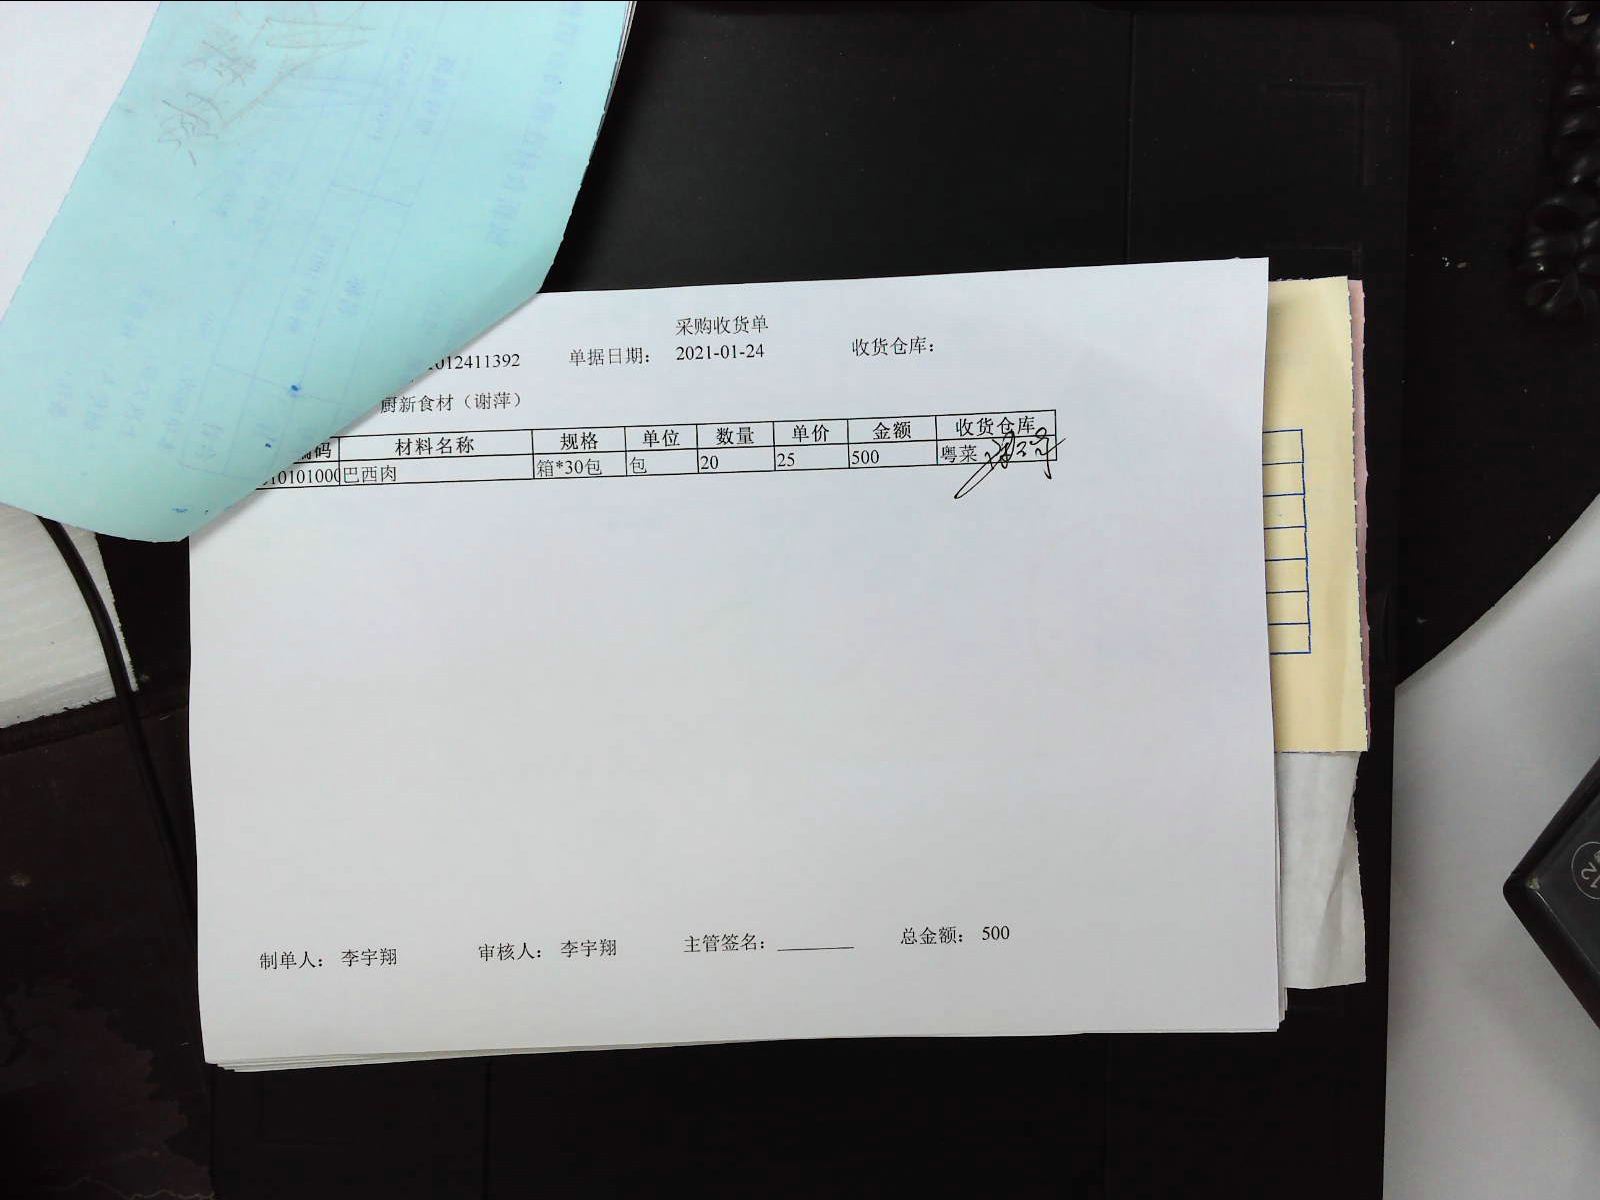 采购收货单
012411392 单据日期： 2021-01-24 收货仓库：
厨新食材（谢萍）
编码 材料名称 规格 单位 数量 单价 金额 收货仓库
10101000 巴西肉 箱*30包 包 20 25 500 粤菜
制单人： 李宇翔 审核人： 李宇翔 主管签名：________ 总金额： 500